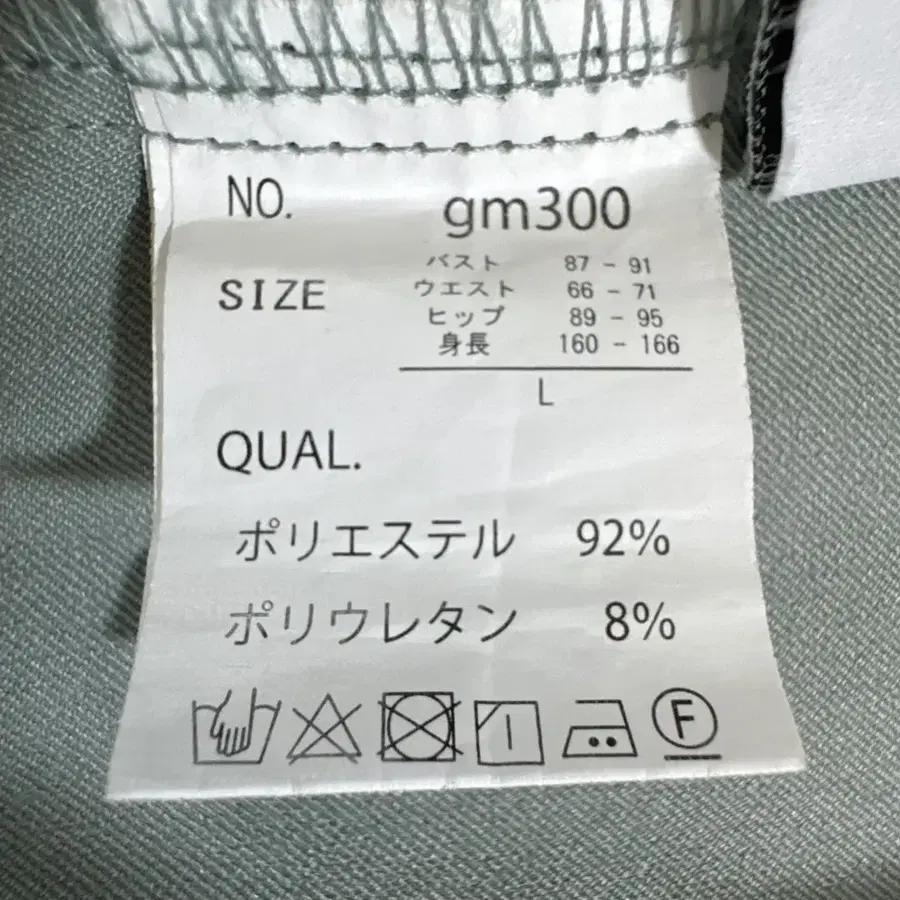 NO. gm300
SIZE
バスト 87 - 91
ウエスト 66 - 71
ヒップ 89 - 95
身長 160 - 166
L
QUAL.
ポリエステル 92%
ポリウレタン 8%
F